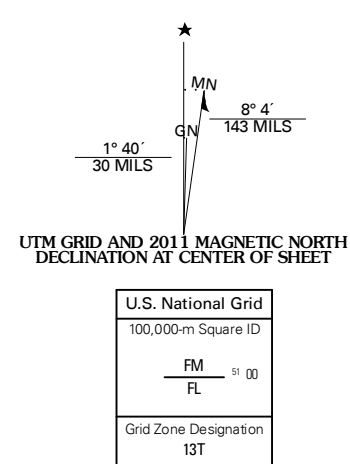 ★
MN
8° 4´
143 MILS
GN
1° 40´
30 MILS
UTM GRID AND 2011 MAGNETIC NORTH
DECLINATION AT CENTER OF SHEET
U.S. National Grid
100,000-m Square ID
FM
51 00
FL
Grid Zone Designation
13T